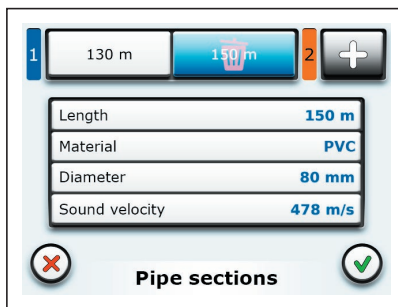 1 130 m 150 m 2
Length 150 m
Material PVC
Diameter 80 mm
Sound velocity 478 m/s
Pipe sections